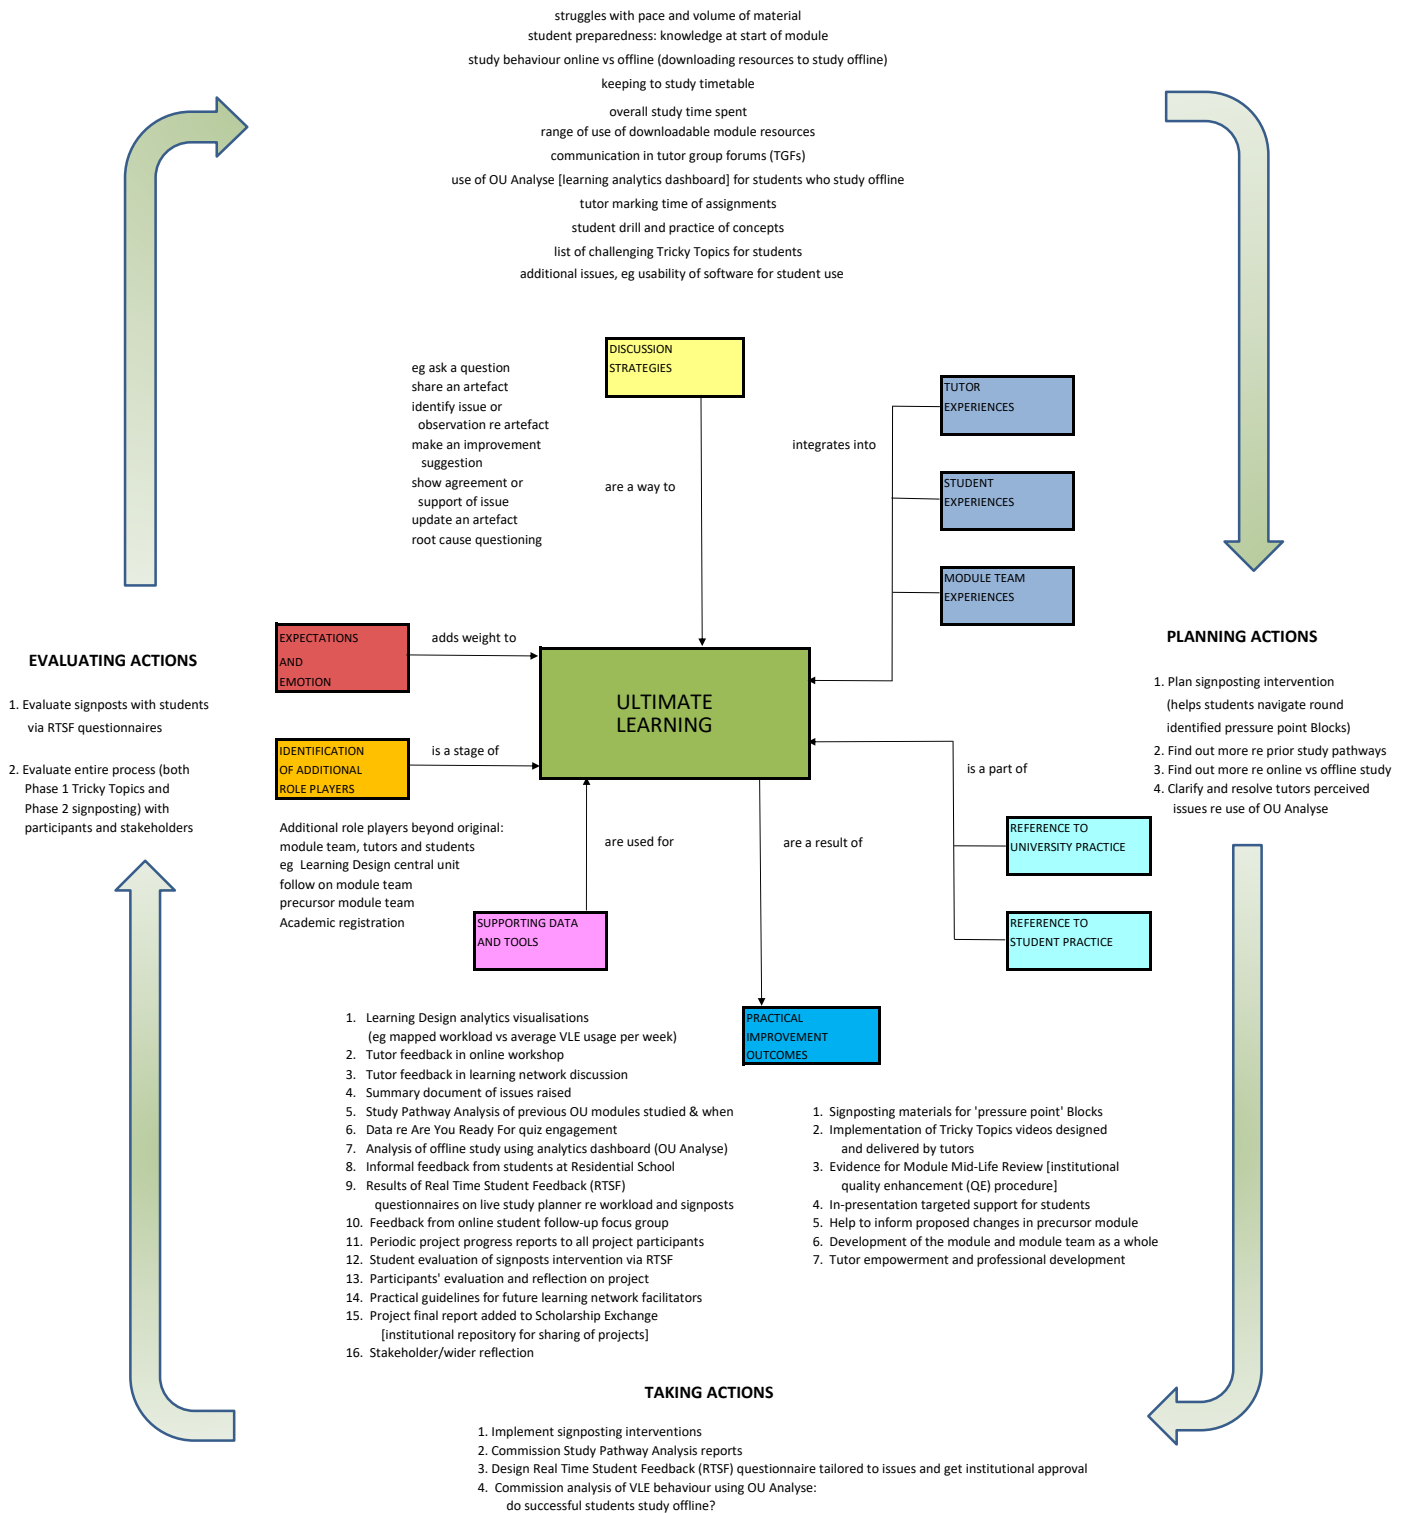 struggles with pace and volume of material
student preparedness: knowledge at start of module
study behaviour online vs offline (downloading resources to study offline)
keeping to study timetable
overall study time spent
range of use of downloadable module resources
communication in tutor group forums (TGFs)
use of OU Analyse [learning analytics dashboard] for students who study offline
tutor marking time of assignments
student drill and practice of concepts
list of challenging Tricky Topics for students
additional issues, eg usability of software for student use
DISCUSSION
STRATEGIES
eg ask a question
share an artefact
identify issue or
observation re artefact
make an improvement
suggestion
show agreement or
support of issue
update an artefact
root cause questioning
are a way to
integrates into
TUTOR
EXPERIENCES
STUDENT
EXPERIENCES
MODULE TEAM
EXPERIENCES
EXPECTATIONS
AND
EMOTION
adds weight to
ULTIMATE
LEARNING
IDENTIFICATION
OF ADDITIONAL
ROLE PLAYERS
is a stage of
Additional role players beyond original:
module team, tutors and students
eg Learning Design central unit
follow on module team
precursor module team
Academic registration
are used for
are a result of
is a part of
REFERENCE TO
UNIVERSITY PRACTICE
REFERENCE TO
STUDENT PRACTICE
SUPPORTING DATA
AND TOOLS
PRACTICAL
IMPROVEMENT
OUTCOMES
EVALUATING ACTIONS
1. Evaluate signposts with students
via RTSF questionnaires
2. Evaluate entire process (both
Phase 1 Tricky Topics and
Phase 2 signposting) with
participants and stakeholders
PLANNING ACTIONS
1. Plan signposting intervention
(helps students navigate round
identified pressure point Blocks)
2. Find out more re prior study pathways
3. Find out more re online vs offline study
4. Clarify and resolve tutors perceived
issues re use of OU Analyse
1. Learning Design analytics visualisations
(eg mapped workload vs average VLE usage per week)
2. Tutor feedback in online workshop
3. Tutor feedback in learning network discussion
4. Summary document of issues raised
5. Study Pathway Analysis of previous OU modules studied & when
6. Data re Are You Ready For quiz engagement
7. Analysis of offline study using analytics dashboard (OU Analyse)
8. Informal feedback from students at Residential School
9. Results of Real Time Student Feedback (RTSF)
questionnaires on live study planner re workload and signposts
10. Feedback from online student follow-up focus group
11. Periodic project progress reports to all project participants
12. Student evaluation of signposts intervention via RTSF
13. Participants' evaluation and reflection on project
14. Practical guidelines for future learning network facilitators
15. Project final report added to Scholarship Exchange
[institutional repository for sharing of projects]
16. Stakeholder/wider reflection
1. Signposting materials for 'pressure point' Blocks
2. Implementation of Tricky Topics videos designed
and delivered by tutors
3. Evidence for Module Mid-Life Review [institutional
quality enhancement (QE) procedure]
4. In-presentation targeted support for students
5. Help to inform proposed changes in precursor module
6. Development of the module and module team as a whole
7. Tutor empowerment and professional development
TAKING ACTIONS
1. Implement signposting interventions
2. Commission Study Pathway Analysis reports
3. Design Real Time Student Feedback (RTSF) questionnaire tailored to issues and get institutional approval
4. Commission analysis of VLE behaviour using OU Analyse:
do successful students study offline?